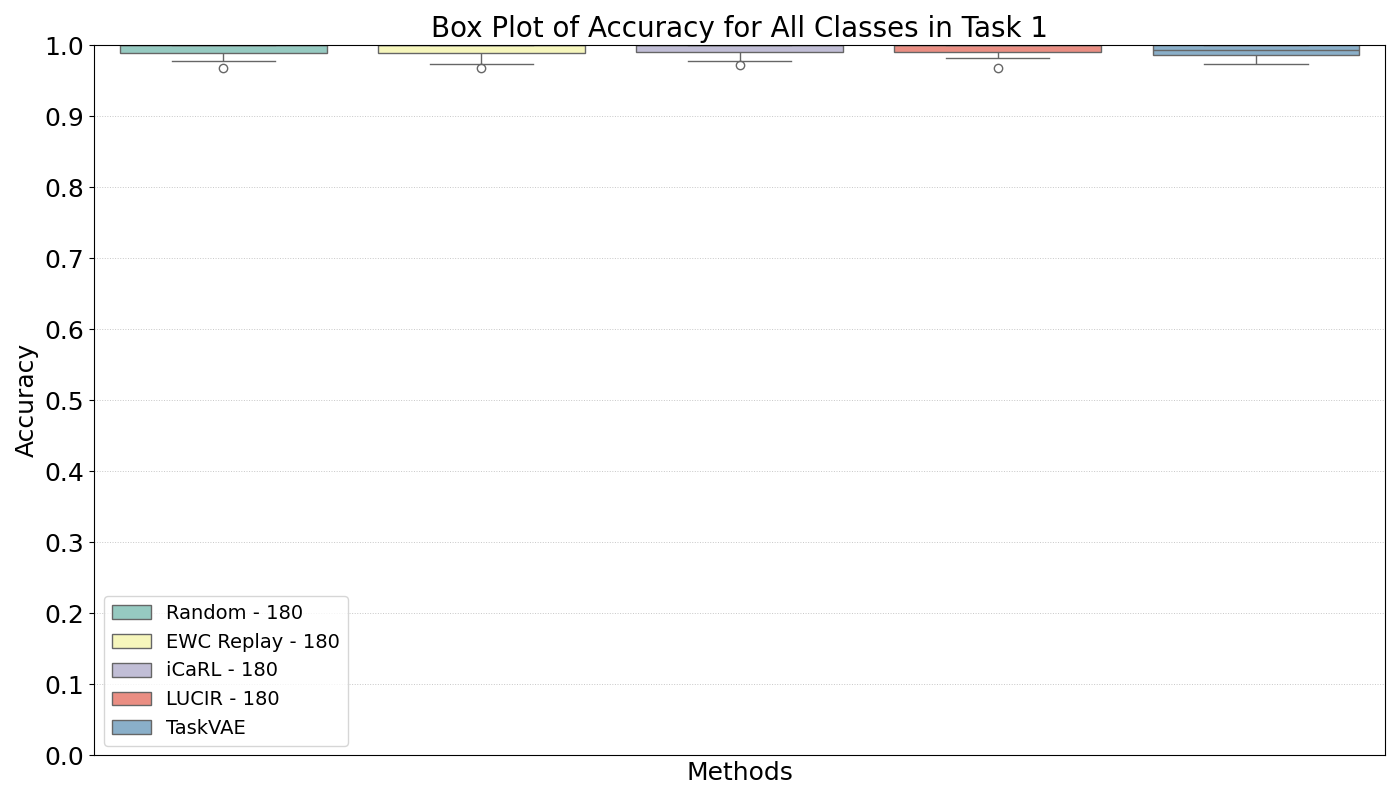 Box Plot of Accuracy for All Classes in Task 1
1.0
0.9
0.8
0.7
0.6
0.5
0.4
0.3
0.2
0.1
0.0
Accuracy
Random - 180
EWC Replay - 180
iCaRL - 180
LUCIR - 180
TaskVAE
Methods